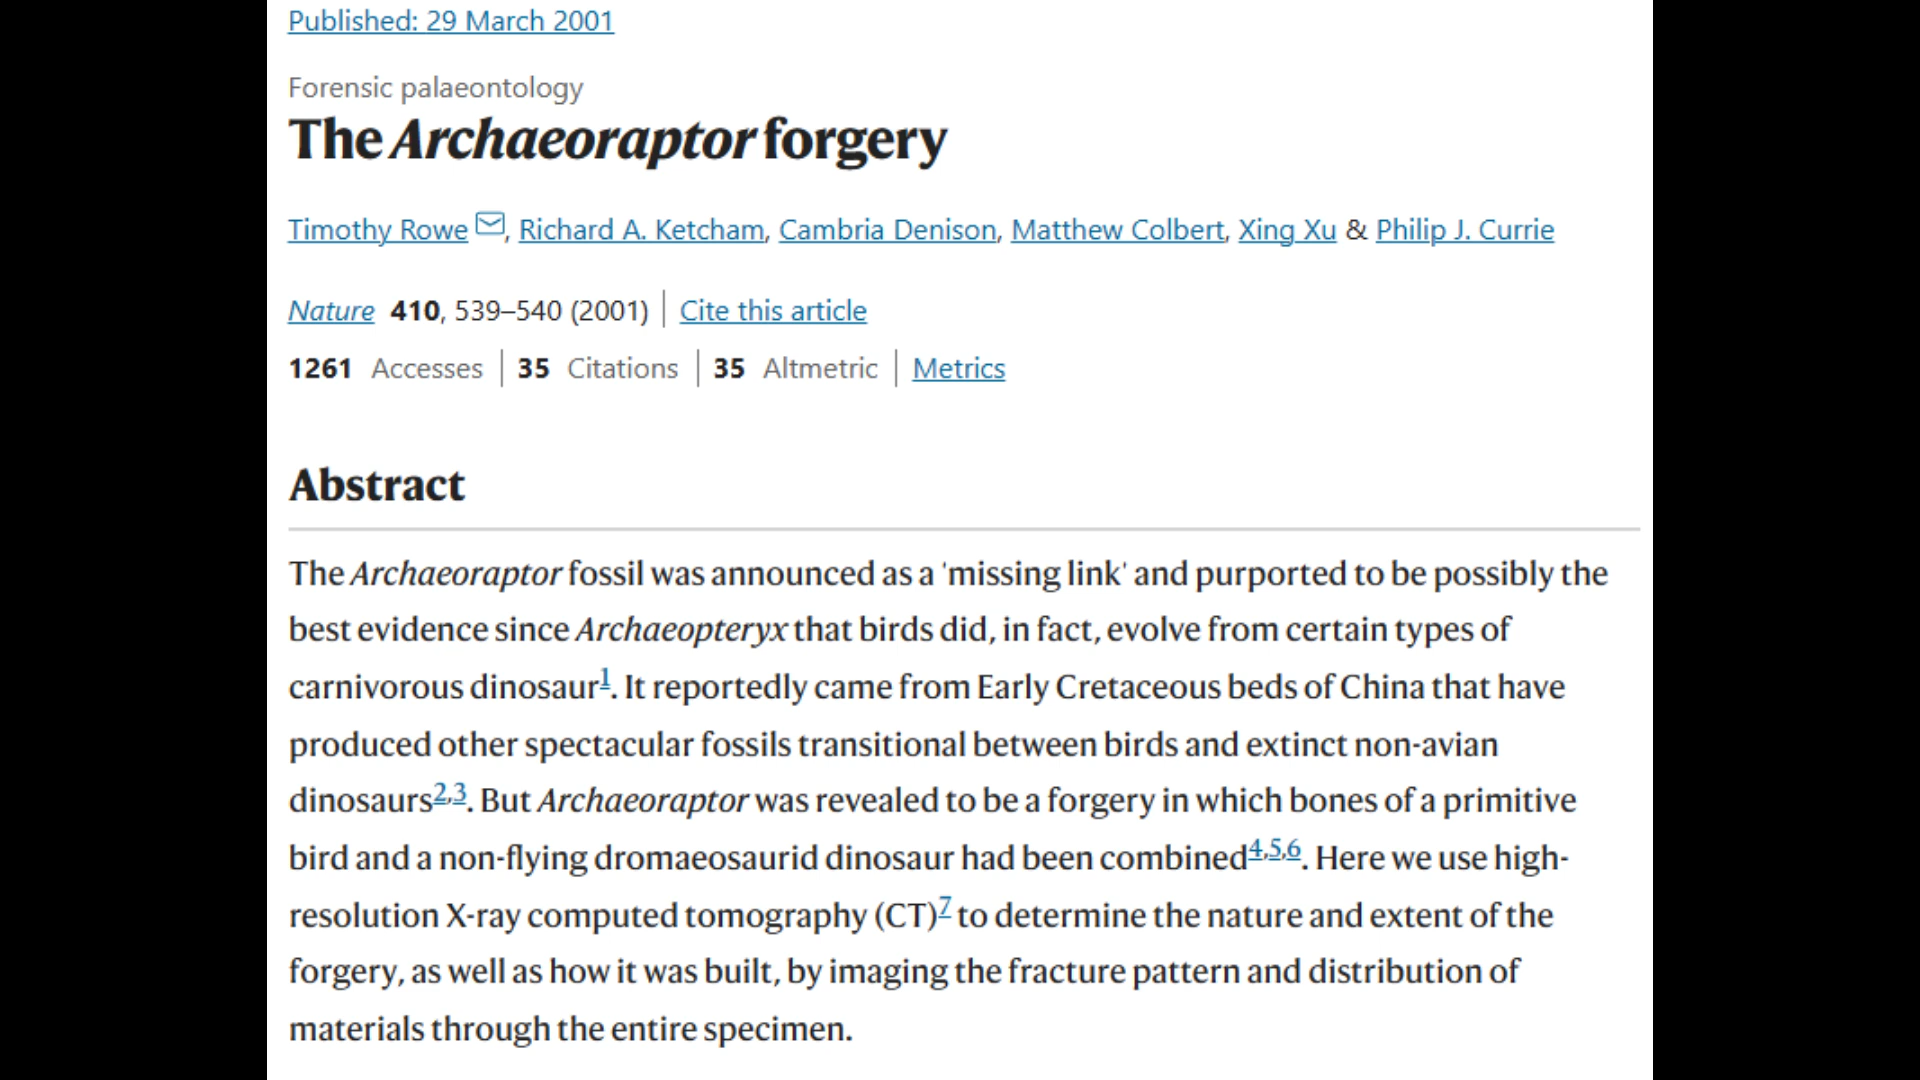 Published: 29 March 2001
Forensic palaeontology
The Archaeoraptor forgery
Timothy Rowe, Richard A. Ketcham, Cambria Denison, Matthew Colbert, Xing Xu & Philip J. Currie
Nature 410, 539–540 (2001) | Cite this article
1261 Accesses | 35 Citations | 35 Altmetric | Metrics
Abstract
The Archaeoraptor fossil was announced as a 'missing link' and purported to be possibly the
best evidence since Archaeopteryx that birds did, in fact, evolve from certain types of
carnivorous dinosaur1. It reportedly came from Early Cretaceous beds of China that have
produced other spectacular fossils transitional between birds and extinct non-avian
dinosaurs2,3. But Archaeoraptor was revealed to be a forgery in which bones of a primitive
bird and a non-flying dromaeosaurid dinosaur had been combined4,5,6. Here we use high-
resolution X-ray computed tomography (CT)7 to determine the nature and extent of the
forgery, as well as how it was built, by imaging the fracture pattern and distribution of
materials through the entire specimen.